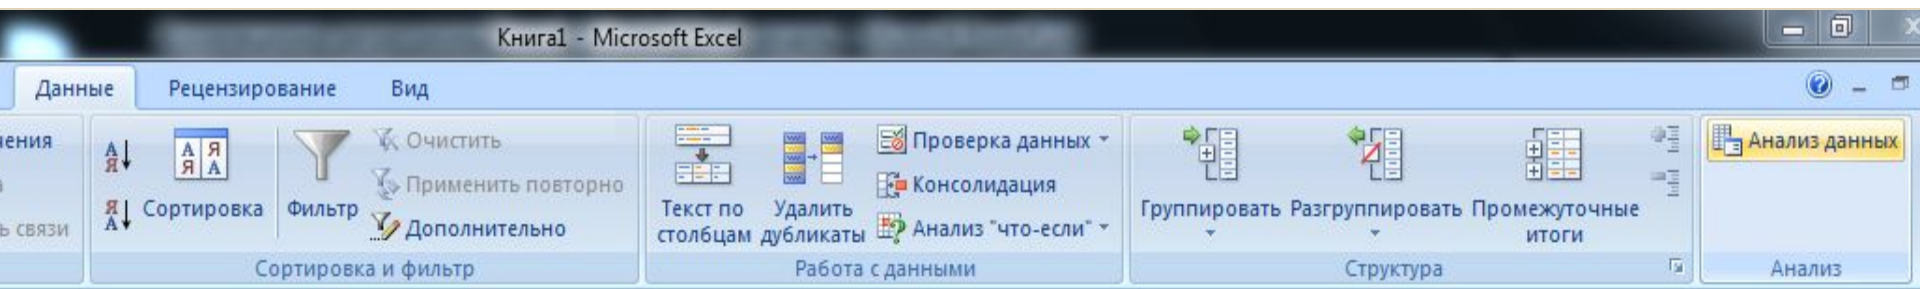 Книга1 - Microsoft Excel
Данные Рецензирование Вид
Очистить
Применить повторно
Дополнительно
Сортировка Фильтр
Сортировка и фильтр
связи
Текст по столбцам
Удалить дубликаты
Проверка данных
Консолидация
Анализ "что-если"
Работа с данными
Группировать Разгруппировать Промежуточные итоги
Структура
Анализ данных
Анализ